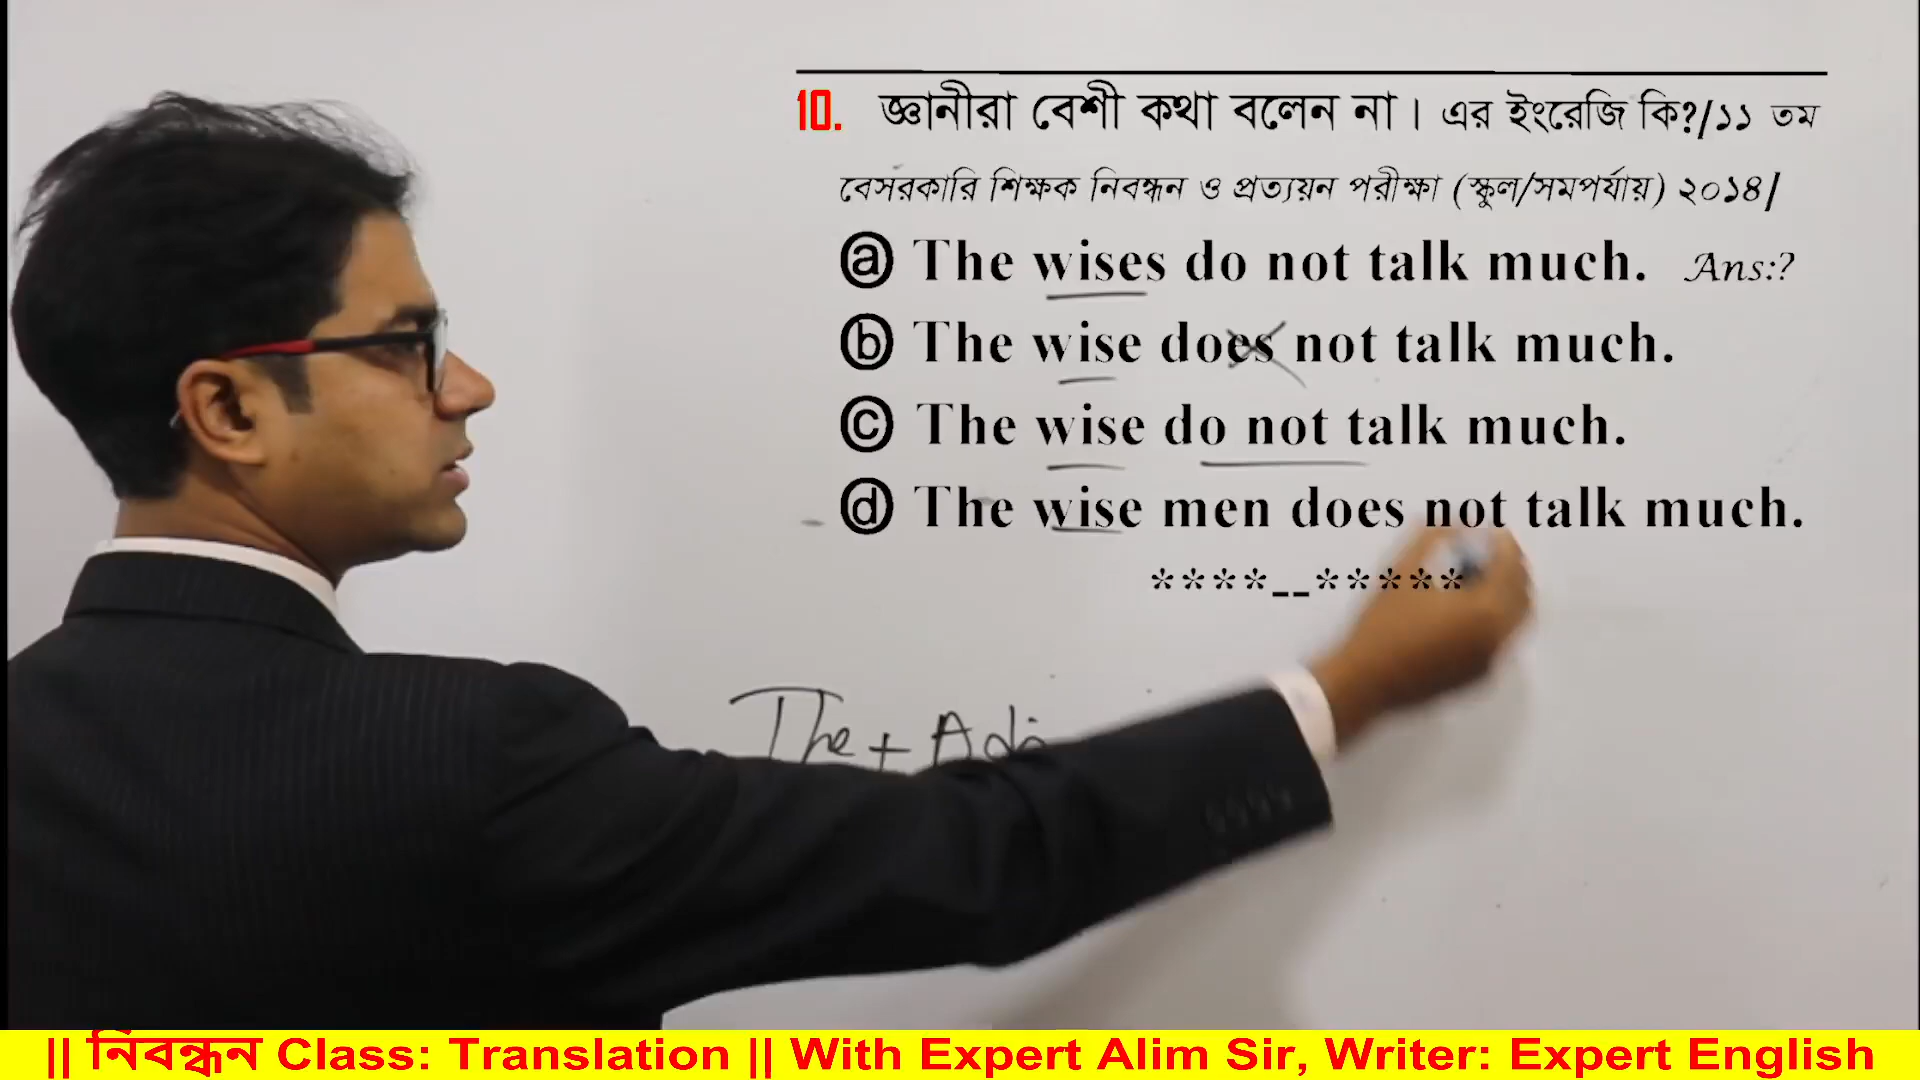 10. জ্ঞানীরা বেশী কথা বলেন না। এর ইংরেজি কি?/১১ তম
বেসরকারি শিক্ষক নিবন্ধন ও প্রত্যয়ন পরীক্ষা (স্কুল/সমপর্যায়) ২০১৪/
ⓐ The wises do not talk much. Ans:?
ⓑ The wise does not talk much.
ⓒ The wise do not talk much.
ⓓ The wise men does not talk much.
****__*****
The + Adj
|| নিবন্ধন Class: Translation || With Expert Alim Sir, Writer: Expert English